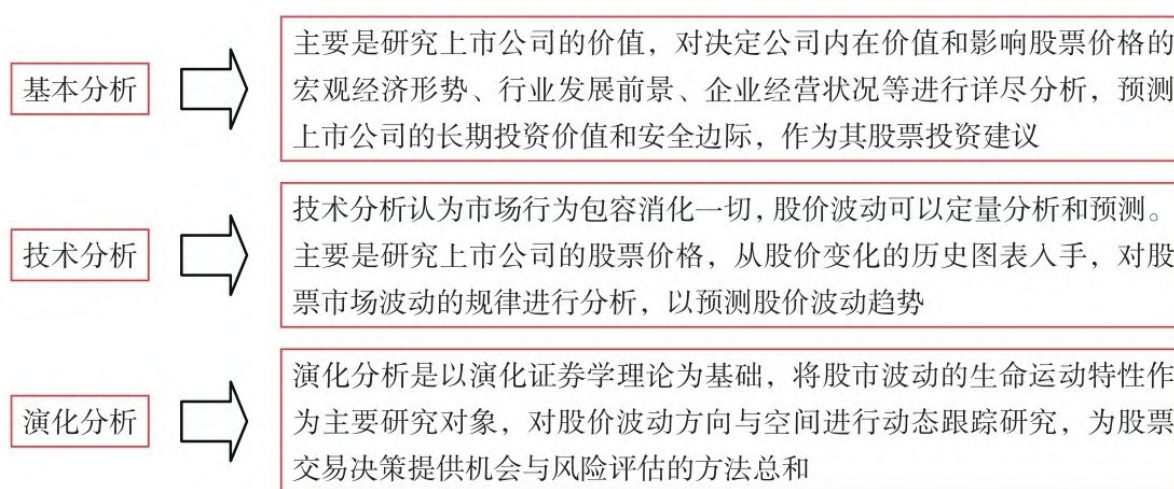 基本分析
主要是研究上市公司的价值，对决定公司内在价值和影响股票价格的
宏观经济形势、行业发展前景、企业经营状况等进行详尽分析，预测
上市公司的长期投资价值和安全边际，作为其股票投资建议
技术分析
技术分析认为市场行为包容消化一切，股价波动可以定量分析和预测。
主要是研究上市公司的股票价格，从股价变化的历史图表入手，对股
票市场波动的规律进行分析，以预测股价波动趋势
演化分析
演化分析是以演化证券学理论为基础，将股市波动的生命运动特性作
为主要研究对象，对股价波动方向与空间进行动态跟踪研究，为股票
交易决策提供机会与风险评估的方法总和